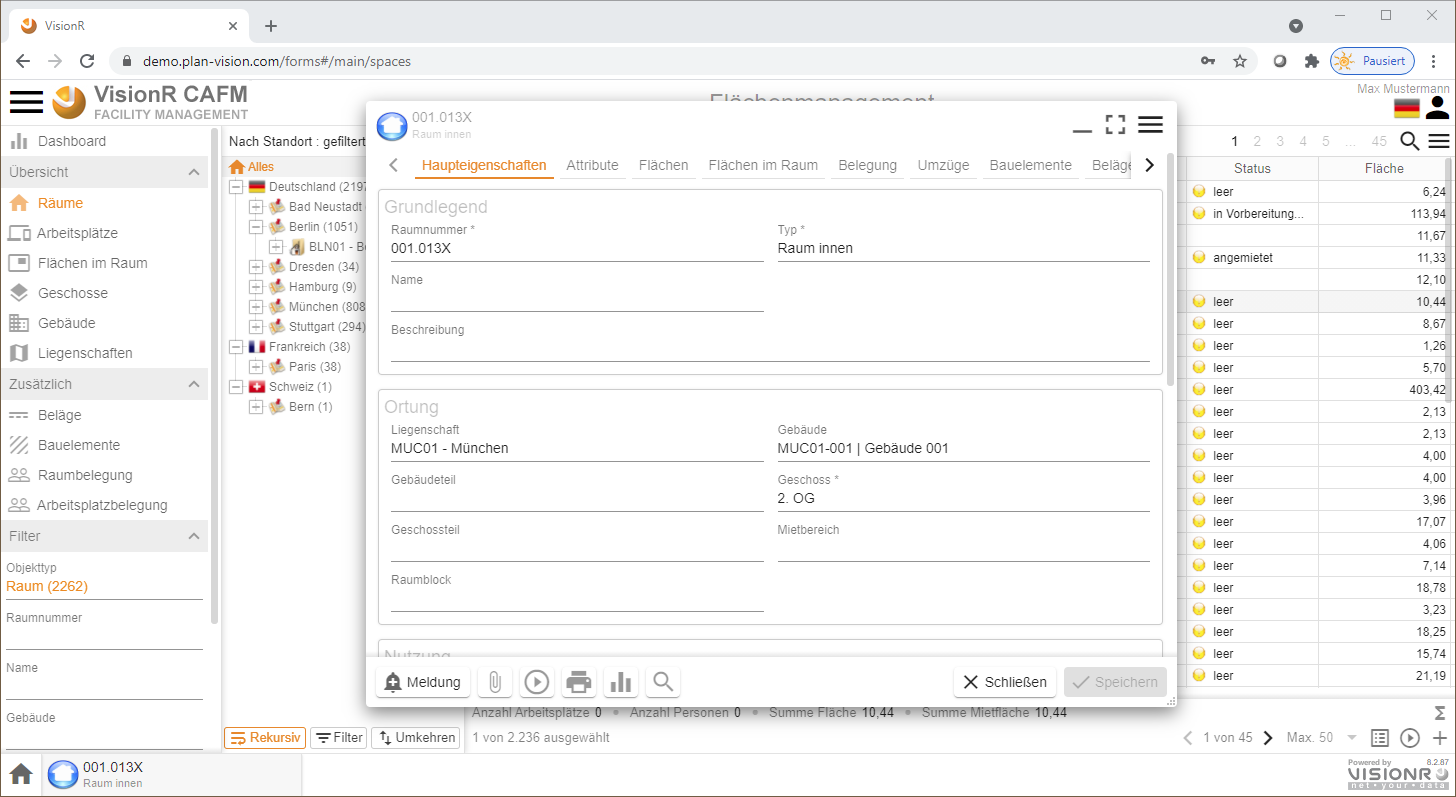 VisionR
demo.plan-vision.com/forms#/main/spaces
Pausiert
VisionR CAFM
FACILITY MANAGEMENT
Flächenmanagement
Max Mustermann
Dashboard
Übersicht
Räume
Arbeitsplätze
Flächen im Raum
Geschosse
Gebäude
Liegenschaften
Zusätzlich
Beläge
Bauelemente
Raumbelegung
Arbeitsplatzbelegung
Filter
Objekttyp
Raum (2262)
Raumnummer
Name
Gebäude
Nach Standort : gefiltert
Alles
Deutschland (2197
Bad Neustadt
Berlin (1051)
BLN01 - Be
Dresden (34)
Hamburg (9)
München (808
Stuttgart (294)
Frankreich (38)
Paris (38)
Schweiz (1)
Bern (1)
Rekursiv
Filter
Umkehren
001.013X
Raum innen
Haupteigenschaften Attribute Flächen Flächen im Raum Belegung Umzüge Bauelemente Beläge
Grundlegend
Raumnummer * Typ *
001.013X Raum innen
Name
Beschreibung
Ortung
Liegenschaft Gebäude
MUC01 - München MUC01-001 | Gebäude 001
Gebäudeteil Geschoss *
2. OG
Geschossteil Mietbereich
Raumblock
Nutzung
Meldung Schließen Speichern
1 2 3 4 5 ... 45
Status Fläche
leer 6,24
in Vorbereitung... 113,94
11,67
angemietet 11,33
12,10
leer 10,44
leer 8,67
leer 1,26
leer 5,70
leer 403,42
leer 2,13
leer 2,13
leer 4,00
leer 4,00
leer 3,96
leer 17,07
leer 4,06
leer 7,14
leer 18,78
leer 3,23
leer 18,25
leer 15,74
leer 21,19
Anzahl Arbeitsplätze 0 • Anzahl Personen 0 • Summe Fläche 10,44 • Summe Mietfläche 10,44
Σ
1 von 2.236 ausgewählt
1 von 45 Max. 50
001.013X
Raum innen
Powered by 8.2.87
VISIONR
net • your • data